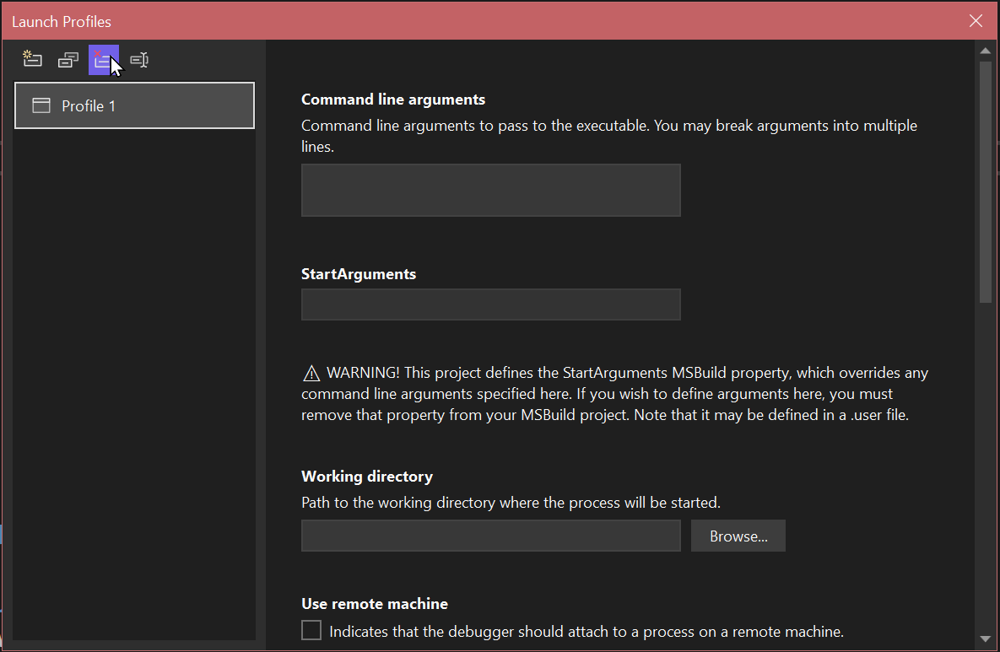 Launch Profiles
Profile 1
Command line arguments
Command line arguments to pass to the executable. You may break arguments into multiple
lines.
StartArguments
WARNING! This project defines the StartArguments MSBuild property, which overrides any
command line arguments specified here. If you wish to define arguments here, you must
remove that property from your MSBuild project. Note that it may be defined in a .user file.
Working directory
Path to the working directory where the process will be started.
Browse...
Use remote machine
Indicates that the debugger should attach to a process on a remote machine.